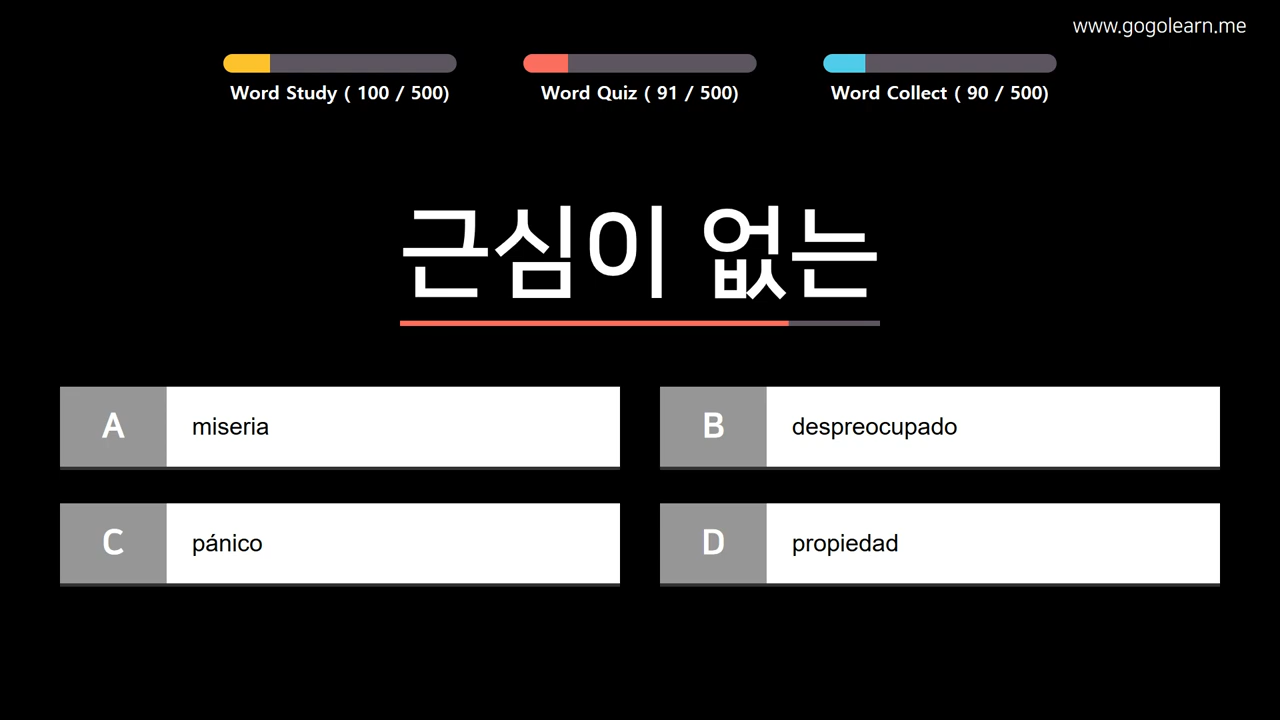 www.gogolearn.me
Word Study ( 100 / 500)
Word Quiz ( 91 / 500)
Word Collect ( 90 / 500)
근심이 없는
A miseria
B despreocupado
C pánico
D propiedad